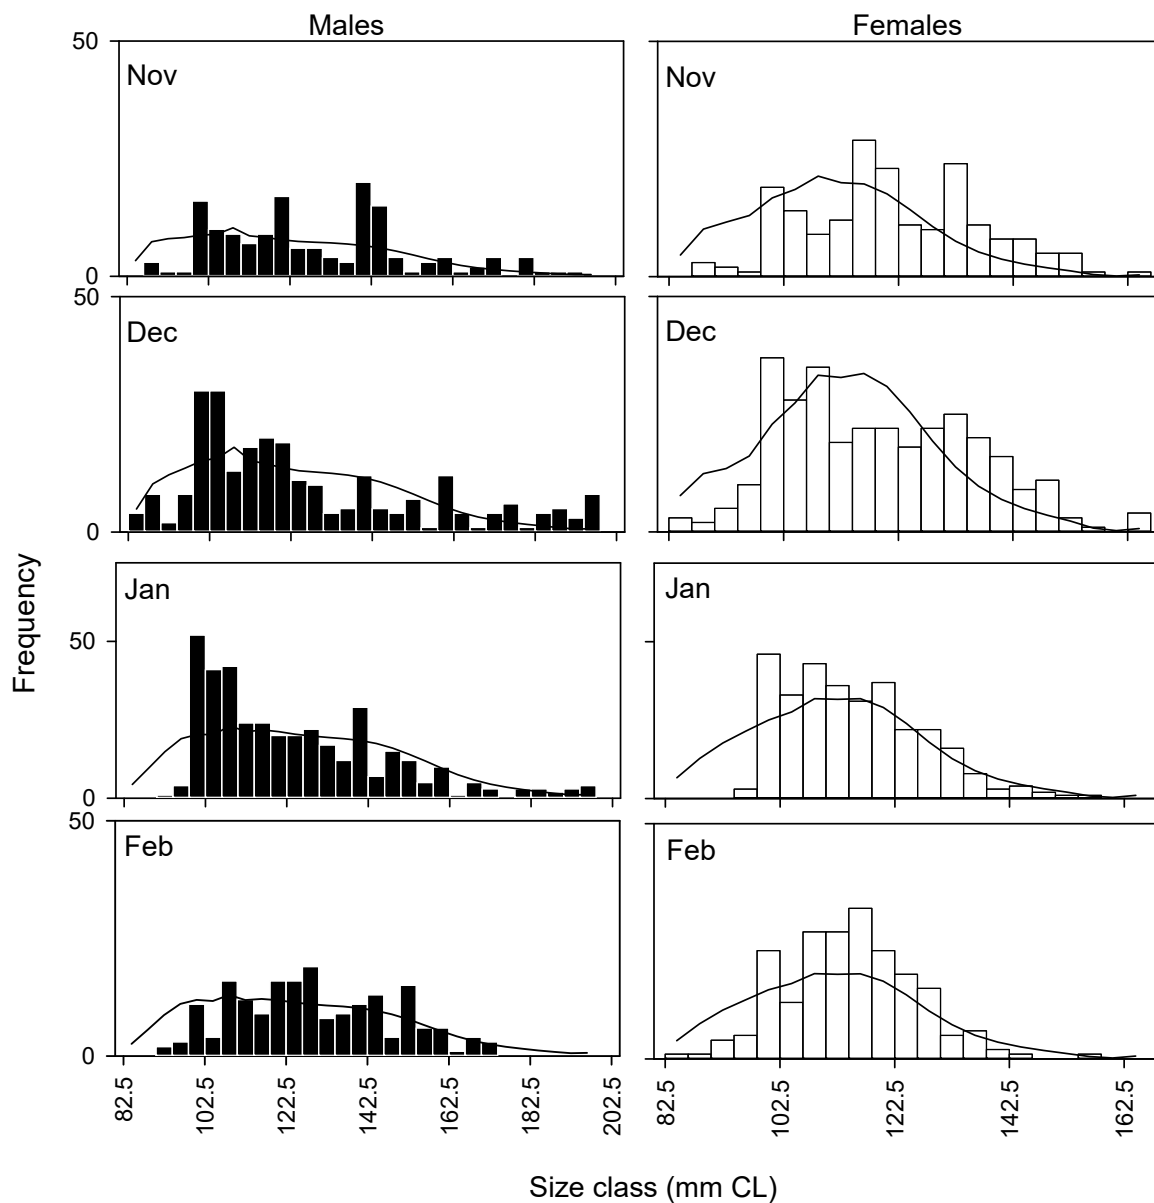 Males Females
50
Nov Nov
0
50
Dec Dec
0
Jan Jan
50
0
50
Feb Feb
0
82.5 102.5 122.5 142.5 162.5 182.5 202.5 82.5 102.5 122.5 142.5 162.5
Frequency
Size class (mm CL)